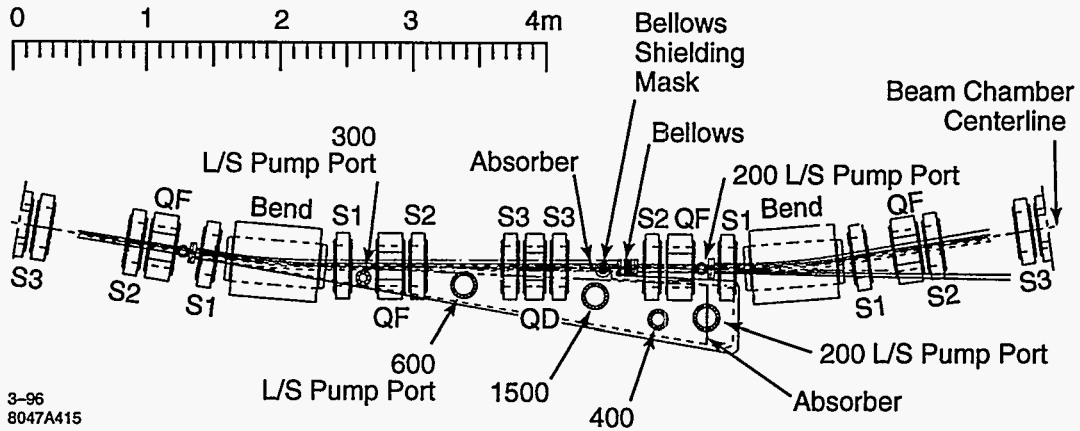 0 1 2 3 4m
Bellows
Shielding
Mask
Beam Chamber
Centerline
300
L/S Pump Port
Absorber
Bellows
200 L/S Pump Port
QF
Bend
S1
S2
S3
S3
S2
QF
S1
Bend
QF
S3
S2
S1
QF
QD
S1
S2
S3
600
L/S Pump Port
1500
400
200 L/S Pump Port
Absorber
3–96
8047A415